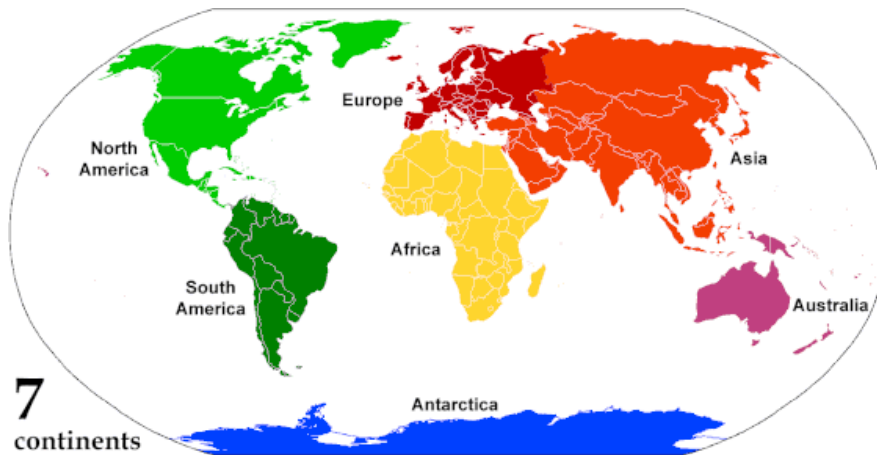 Europe
North
America
Asia
Africa
South
America
Australia
Antarctica
7
continents